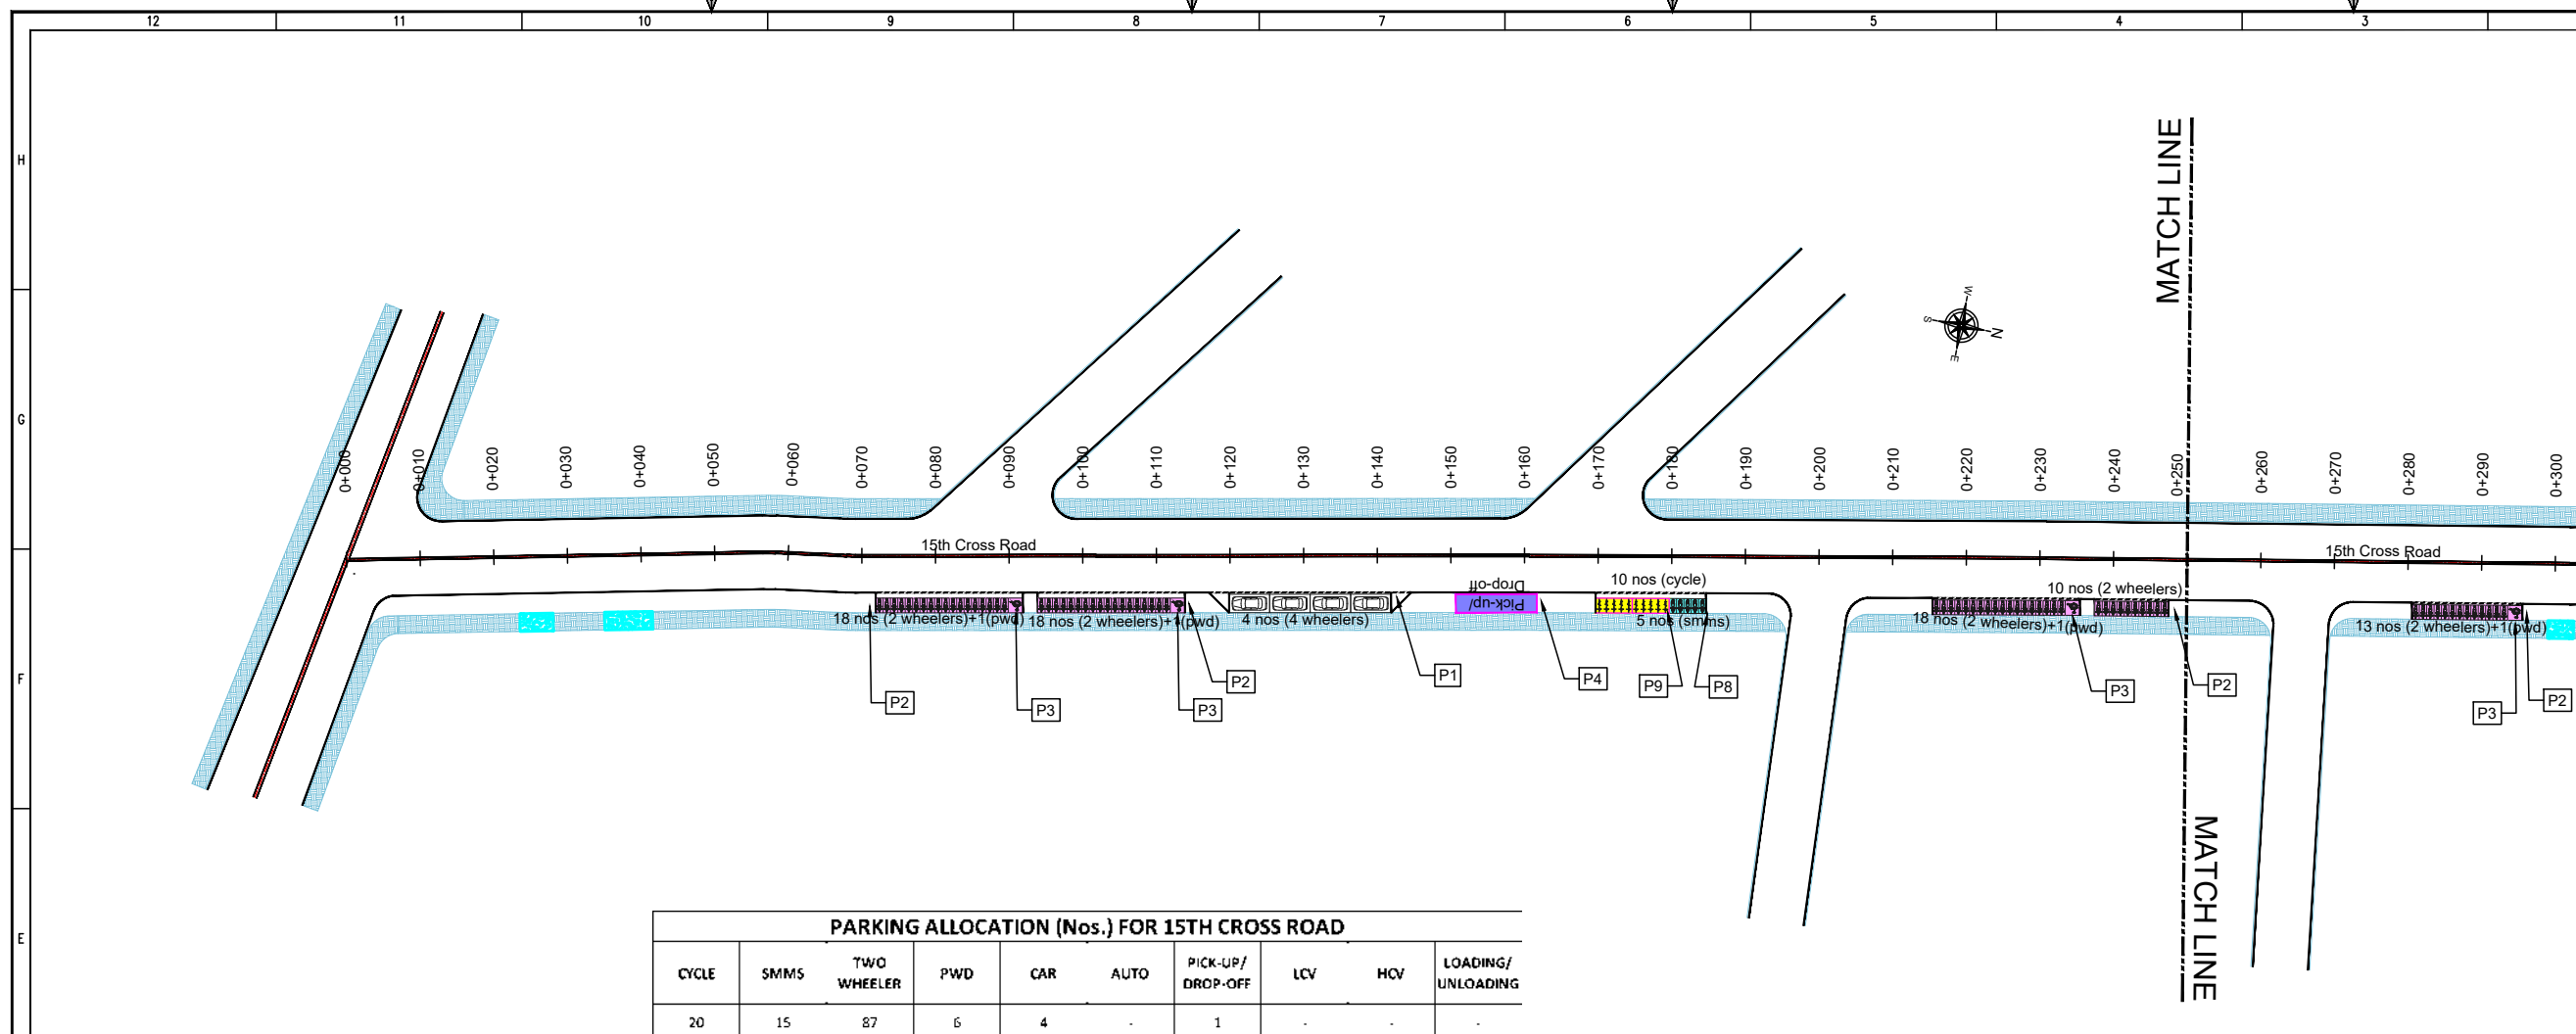 12 11 10 9 8 7 6 5 4 3
H
MATCH LINE
W
S N
E
G
0+000 0+010 0+020 0+030 0+040 0+050 0+060 0+070 0+080 0+090 0+100 0+110 0+120 0+130 0+140 0+150 0+160 0+170 0+180 0+190 0+200 0+210 0+220 0+230 0+240 0+250 0+260 0+270 0+280 0+290 0+300
15th Cross Road 15th Cross Road
Pick-up/
Drop-off
10 nos (cycle) 10 nos (2 wheelers)
18 nos (2 wheelers)+1(pwd) 18 nos (2 wheelers)+1(pwd) 4 nos (4 wheelers) 5 nos (smms) 18 nos (2 wheelers)+1(pwd) 13 nos (2 wheelers)+1(pwd)
F
P2 P3 P3 P2 P1 P4 P9 P8 P3 P2 P3 P2
MATCH LINE
E
PARKING ALLOCATION (Nos.) FOR 15TH CROSS ROAD
CYCLE SMMS TWO WHEELER PWD CAR AUTO PICK-UP/ DROP-OFF LCV HCV LOADING/ UNLOADING
20 15 87 6 4 - 1 - - -